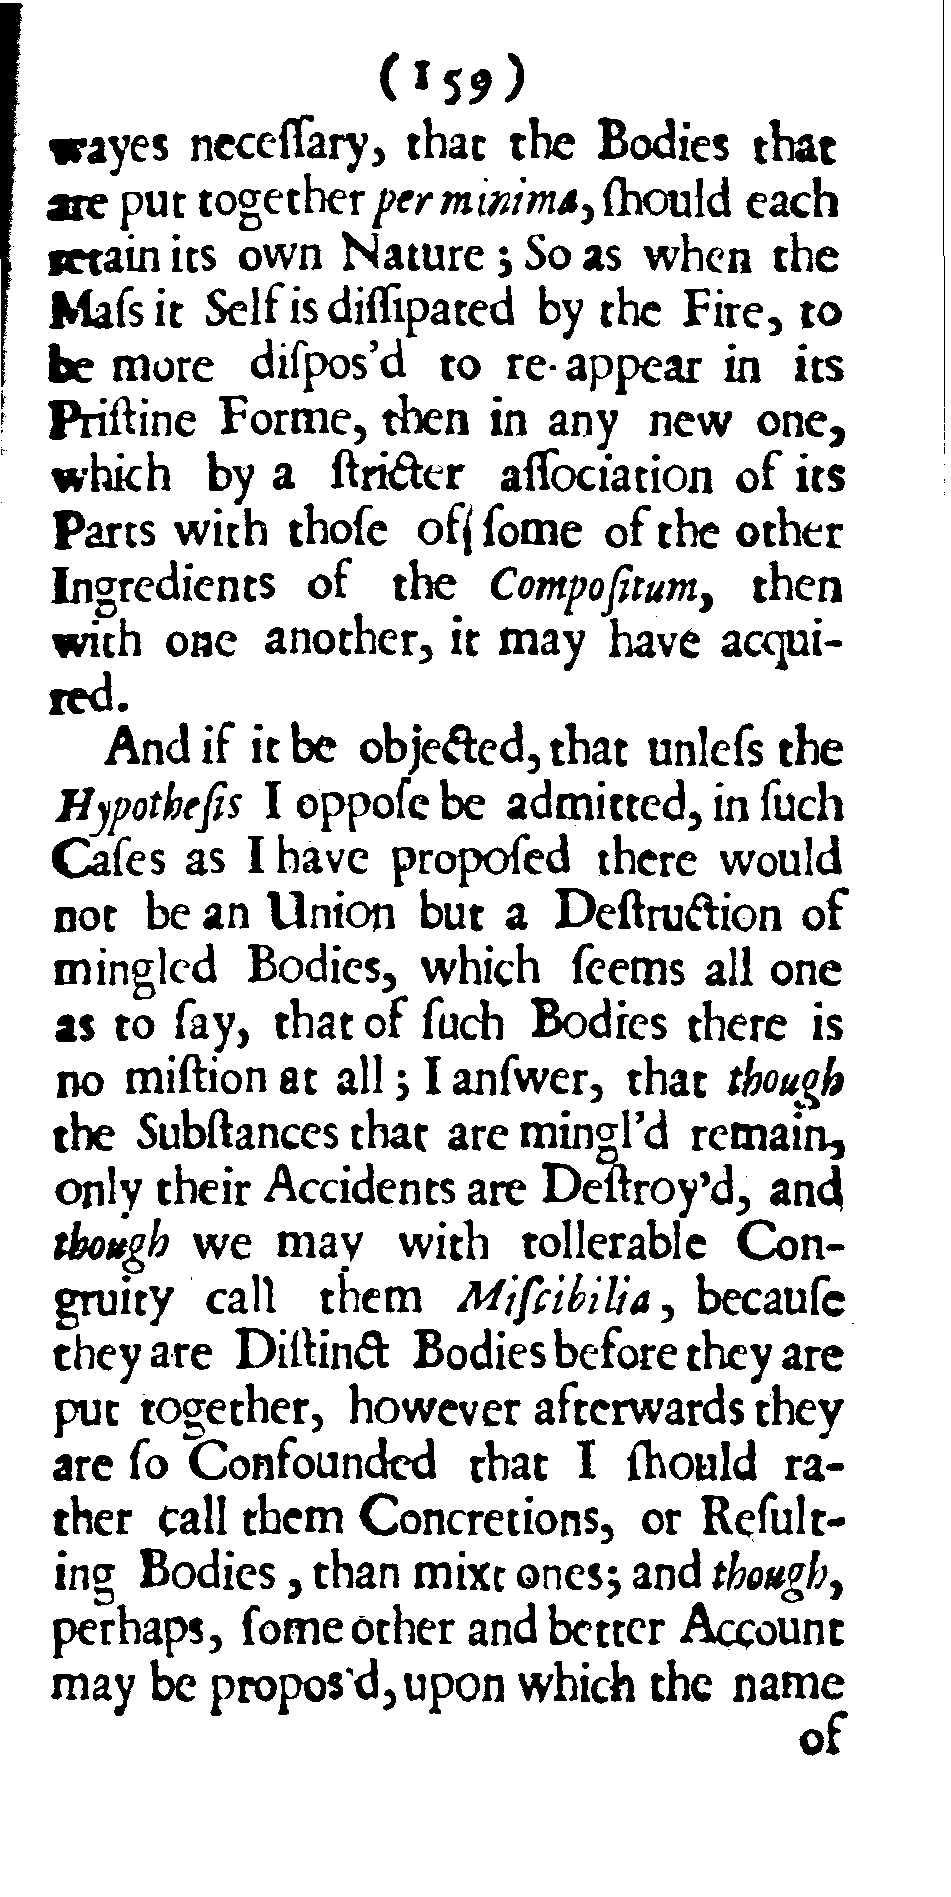 (159)
wayes neceſſary, that the Bodies that
are put together per minima, ſhould each
retain its own Nature; So as when the
Maſs it Self is diſſipated by the Fire, to
be more diſpos'd to re-appear in its
Priſtine Forme, then in any new one,
which by a ſtricter aſſociation of its
Parts with thoſe of ſome of the other
Ingredients of the Compoſitum, then
with one another, it may have acqui-
red.
And if it be objected, that unleſs the
Hypotheſis I oppoſe be admitted, in ſuch
Caſes as I have propoſed there would
not be an Union but a Deſtruction of
mingled Bodies, which ſeems all one
as to ſay, that of ſuch Bodies there is
no miſtion at all; I anſwer, that though
the Subſtances that are mingl'd remain,
only their Accidents are Deſtroy'd, and
though we may with tollerable Con-
gruity call them Miſcibilia, becauſe
they are Diſtinct Bodies before they are
put together, however afterwards they
are ſo Confounded that I ſhould ra-
ther call them Concretions, or Reſult-
ing Bodies, than mixt ones; and though,
perhaps, ſome other and better Account
may be propos'd, upon which the name
of